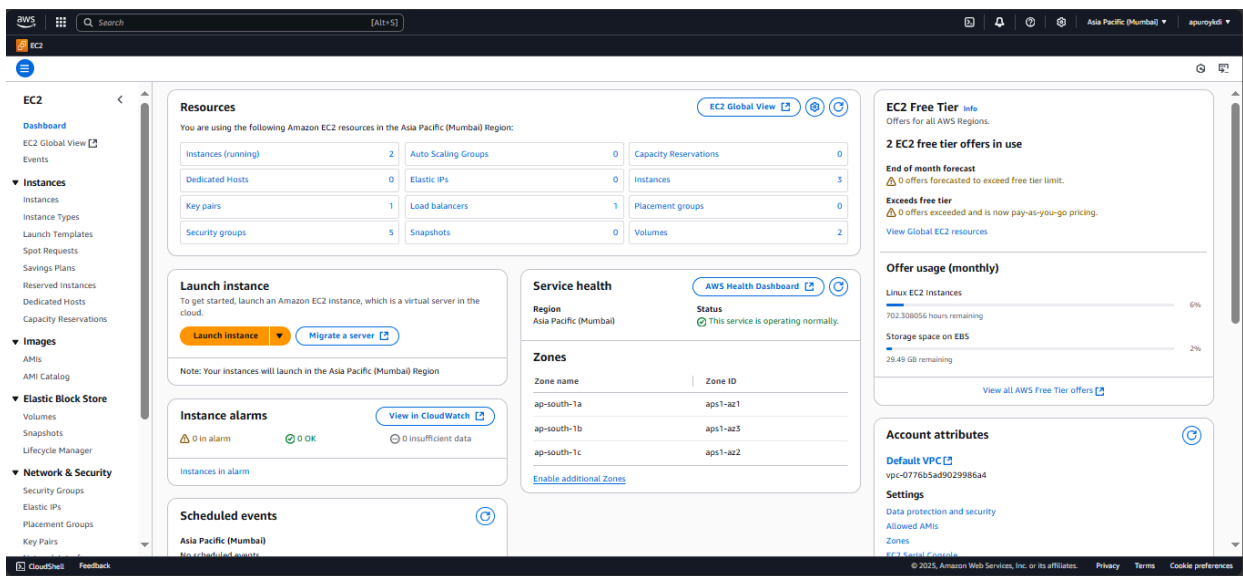 aws
Search
[Alt+S]
Asia Pacific (Mumbai) ▼
apuroykdi ▼
EC2
EC2
Dashboard
EC2 Global View
Events
Instances
Instances
Instance Types
Launch Templates
Spot Requests
Savings Plans
Reserved Instances
Dedicated Hosts
Capacity Reservations
Images
AMIs
AMI Catalog
Elastic Block Store
Volumes
Snapshots
Lifecycle Manager
Network & Security
Security Groups
Elastic IPs
Placement Groups
Key Pairs
Resources
EC2 Global View
You are using the following Amazon EC2 resources in the Asia Pacific (Mumbai) Region:
Instances (running) 2 Auto Scaling Groups 0 Capacity Reservations 0
Dedicated Hosts 0 Elastic IPs 0 Instances 3
Key pairs 1 Load balancers 1 Placement groups 0
Security groups 5 Snapshots 0 Volumes 2
Launch instance
To get started, launch an Amazon EC2 instance, which is a virtual server in the
cloud.
Launch instance ▼ Migrate a server
Note: Your instances will launch in the Asia Pacific (Mumbai) Region
Instance alarms
View in CloudWatch
0 in alarm 0 OK 0 insufficient data
Instances in alarm
Scheduled events
Asia Pacific (Mumbai)
No scheduled events
Service health
AWS Health Dashboard
Region Status
Asia Pacific (Mumbai) This service is operating normally.
Zones
Zone name Zone ID
ap-south-1a aps1-az1
ap-south-1b aps1-az3
ap-south-1c aps1-az2
Enable additional Zones
EC2 Free Tier Info
Offers for all AWS Regions.
2 EC2 free tier offers in use
End of month forecast
0 offers forecasted to exceed free tier limit.
Exceeds free tier
0 offers exceeded and is now pay-as-you-go pricing.
View Global EC2 resources
Offer usage (monthly)
Linux EC2 Instances
6%
702.308056 hours remaining
Storage space on EBS
2%
29.49 GB remaining
View all AWS Free Tier offers
Account attributes
Default VPC
vpc-0776b5ad9029986a4
Settings
Data protection and security
Allowed AMIs
Zones
EC2 Serial Console
CloudShell Feedback
© 2025, Amazon Web Services, Inc. or its affiliates. Privacy Terms Cookie preferences